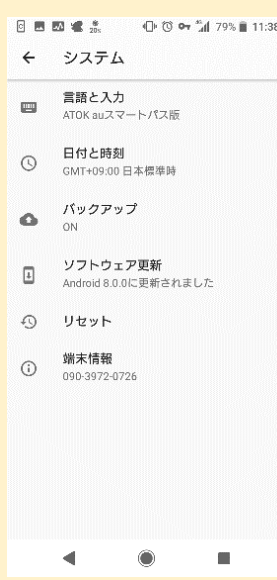 20% 79% 11:38
システム
言語と入力
ATOK auスマートパス版
日付と時刻
GMT+09:00 日本標準時
バックアップ
ON
ソフトウェア更新
Android 8.0.0に更新されました
リセット
端末情報
090-3972-0726